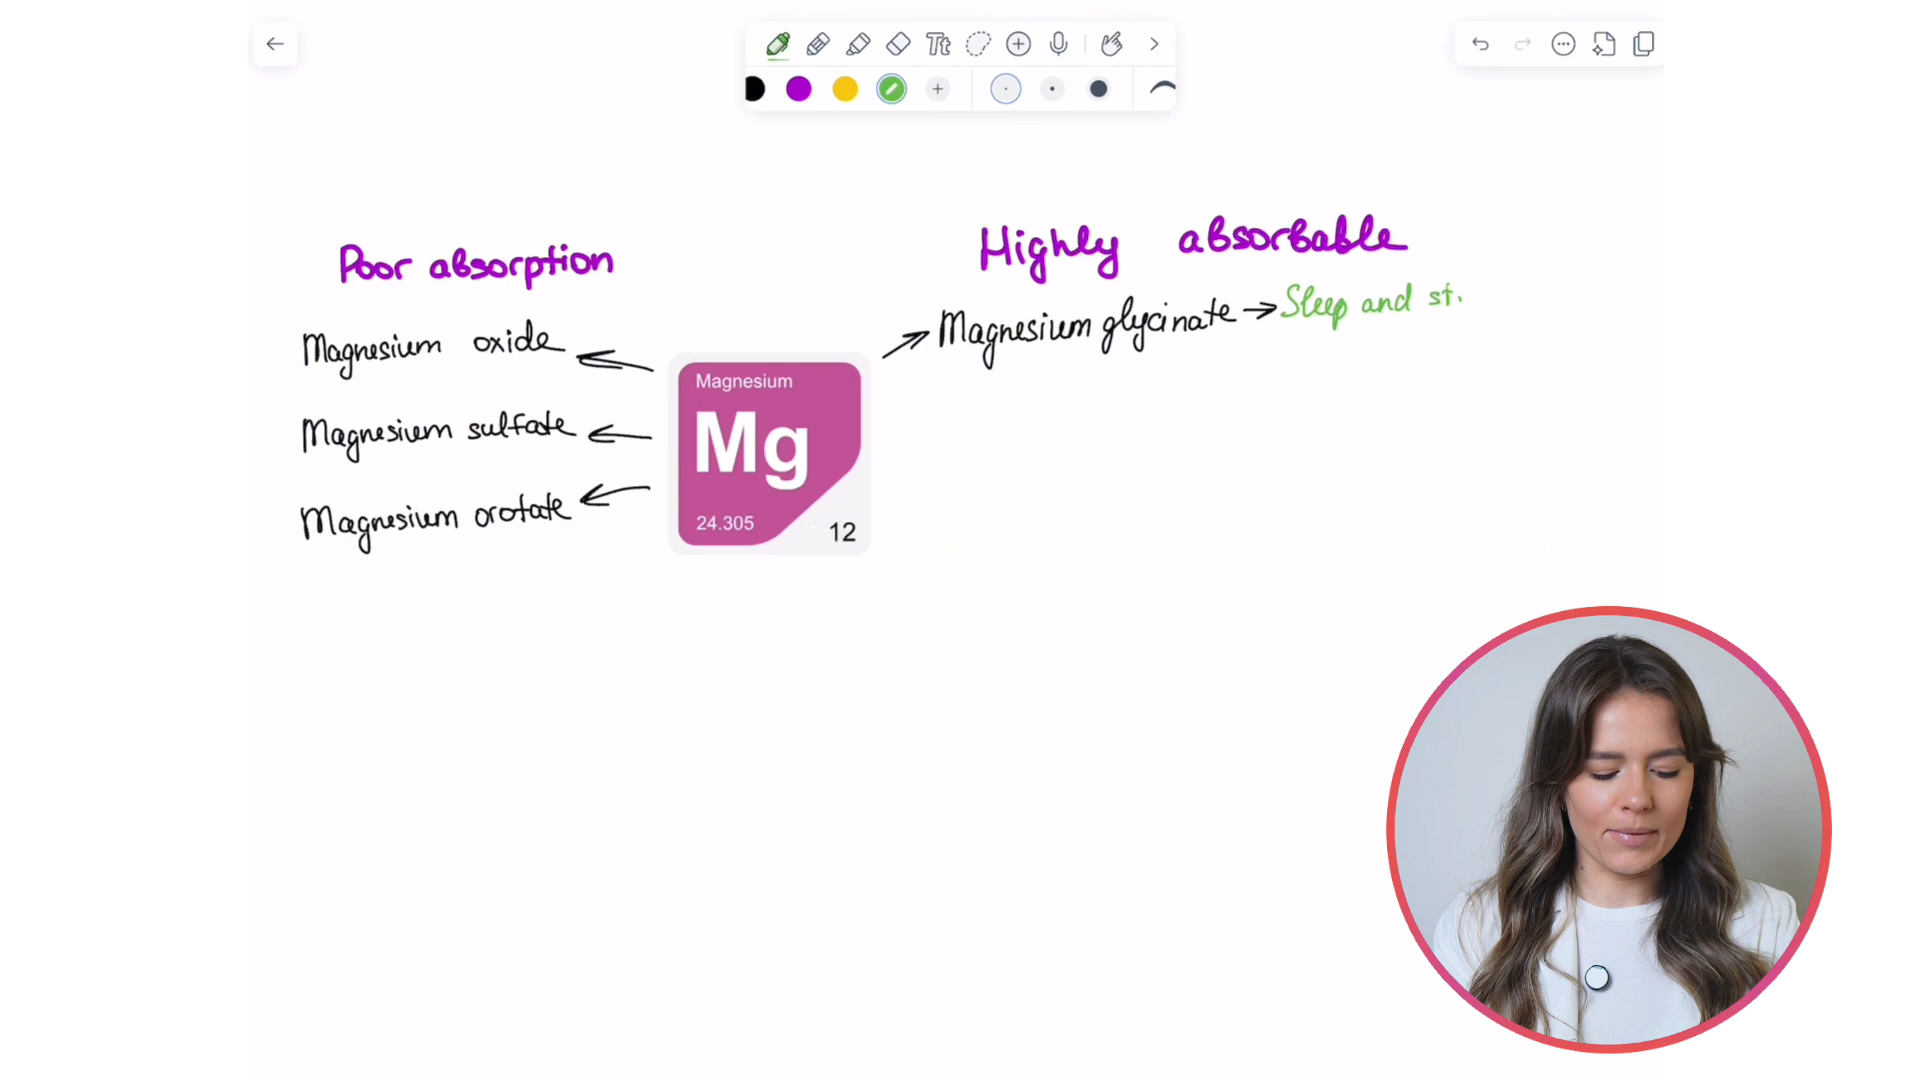 Tt
Poor absorption
Highly absorbable
Magnesium glycinate → Sleep and st
Magnesium oxide
Magnesium sulfate
Magnesium orotate
Magnesium
Mg
24.305
12